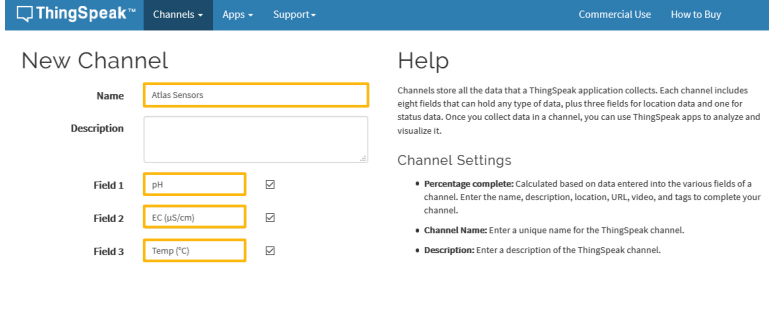 ThingSpeak™ Channels Apps Support Commercial Use How to Buy
New Channel
Name Atlas Sensors
Description
Field 1 pH
Field 2 EC (μS/cm)
Field 3 Temp (°C)
Help
Channels store all the data that a ThingSpeak application collects. Each channel includes
eight fields that can hold any type of data, plus three fields for location data and one for
status data. Once you collect data in a channel, you can use ThingSpeak apps to analyze and
visualize it.
Channel Settings
• Percentage complete: Calculated based on data entered into the various fields of a
channel. Enter the name, description, location, URL, video, and tags to complete your
channel.
• Channel Name: Enter a unique name for the ThingSpeak channel.
• Description: Enter a description of the ThingSpeak channel.